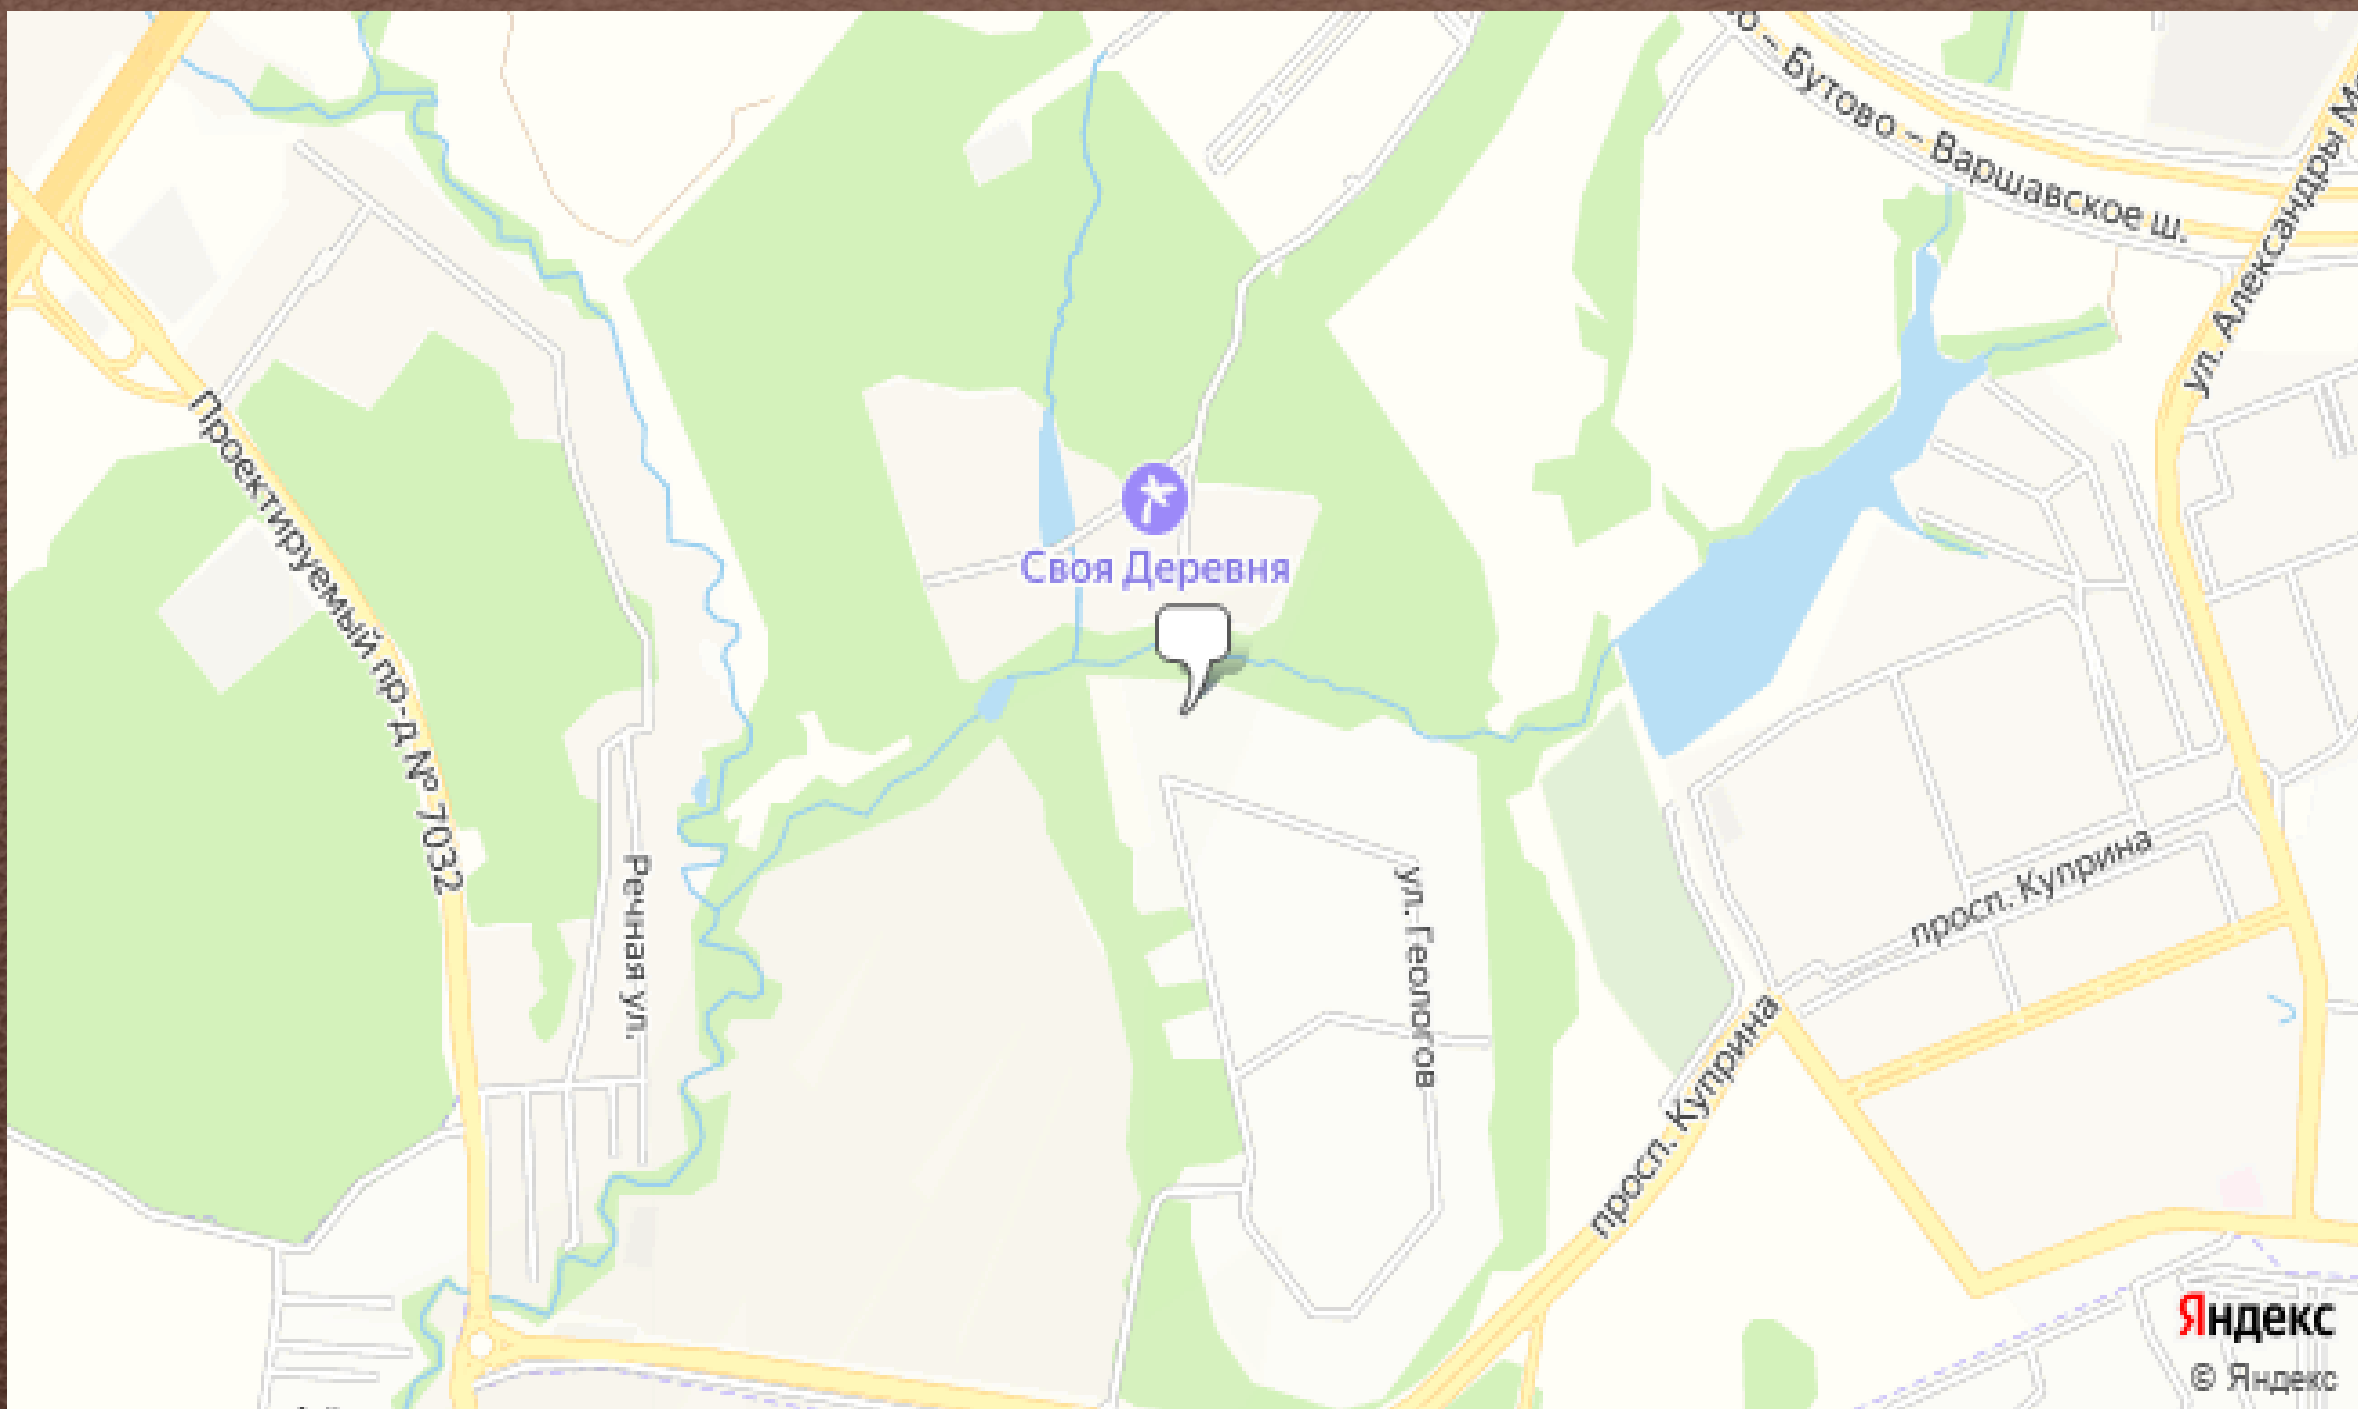 – Бутово – Варшавское ш.
ул. Александры
Проектируемый пр-д № 7032
Своя Деревня
Речная ул.
ул. Геологов
просп. Куприна
просп. Куприна
Яндекс
© Яндекс